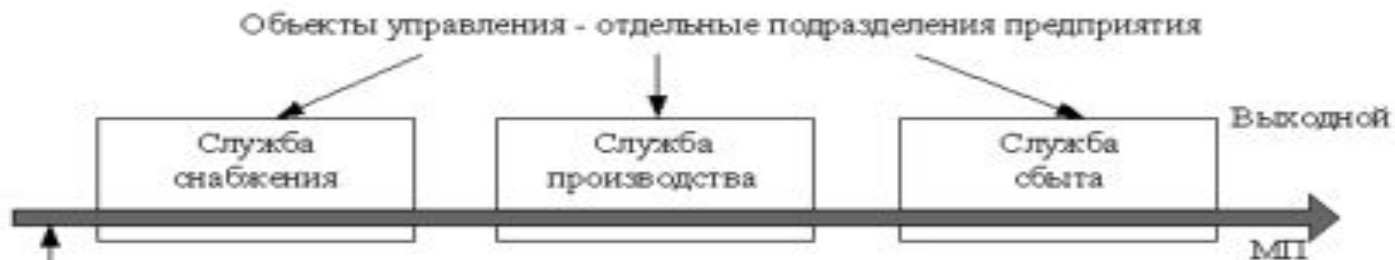 Объекты управления - отдельные подразделения предприятия
Служба
снабжения
Служба
производства
Служба
сбыта
Выходной
МП